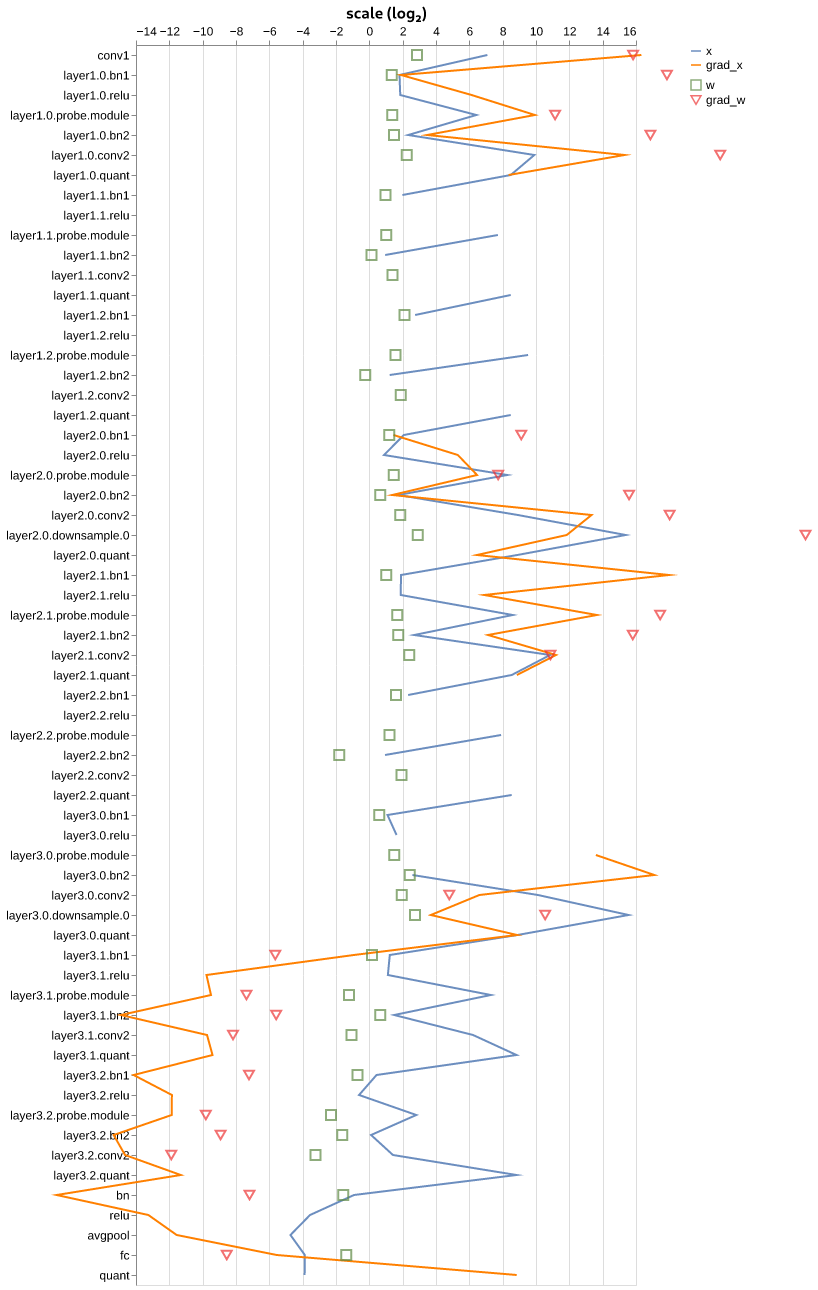 scale (log₂)
−14 −12 −10 −8 −6 −4 −2 0 2 4 6 8 10 12 14 16
x
grad_x
w
grad_w
conv1
layer1.0.bn1
layer1.0.relu
layer1.0.probe.module
layer1.0.bn2
layer1.0.conv2
layer1.0.quant
layer1.1.bn1
layer1.1.relu
layer1.1.probe.module
layer1.1.bn2
layer1.1.conv2
layer1.1.quant
layer1.2.bn1
layer1.2.relu
layer1.2.probe.module
layer1.2.bn2
layer1.2.conv2
layer1.2.quant
layer2.0.bn1
layer2.0.relu
layer2.0.probe.module
layer2.0.bn2
layer2.0.conv2
layer2.0.downsample.0
layer2.0.quant
layer2.1.bn1
layer2.1.relu
layer2.1.probe.module
layer2.1.bn2
layer2.1.conv2
layer2.1.quant
layer2.2.bn1
layer2.2.relu
layer2.2.probe.module
layer2.2.bn2
layer2.2.conv2
layer2.2.quant
layer3.0.bn1
layer3.0.relu
layer3.0.probe.module
layer3.0.bn2
layer3.0.conv2
layer3.0.downsample.0
layer3.0.quant
layer3.1.bn1
layer3.1.relu
layer3.1.probe.module
layer3.1.bn2
layer3.1.conv2
layer3.1.quant
layer3.2.bn1
layer3.2.relu
layer3.2.probe.module
layer3.2.bn2
layer3.2.conv2
layer3.2.quant
bn
relu
avgpool
fc
quant